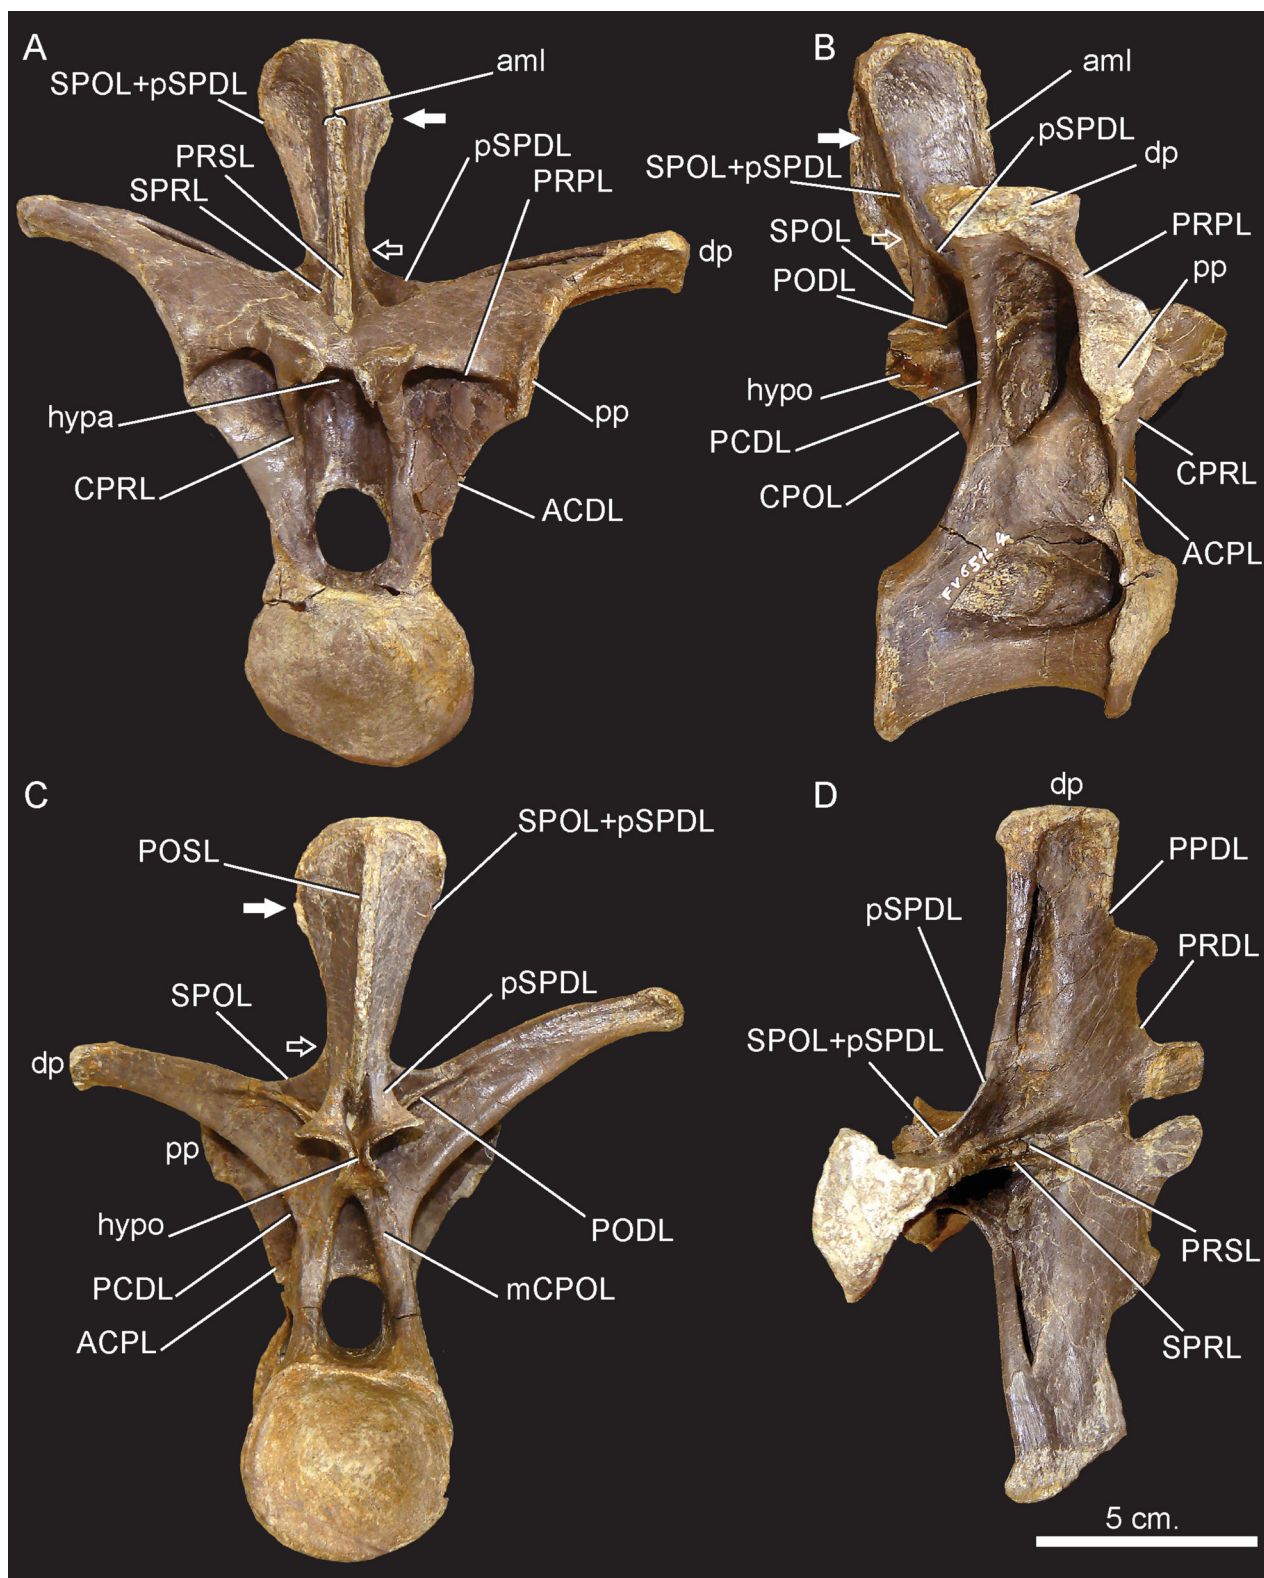 A
aml
SPOL+pSPDL
PRSL
SPRL
pSPDL
PRPL
dp
hypa
pp
CPRL
ACDL
B
aml
pSPDL
dp
SPOL+pSPDL
SPOL
PRPL
PODL
pp
hypo
PCDL
CPOL
CPRL
ACPL
C
SPOL+pSPDL
POSL
SPOL
pSPDL
dp
pp
hypo
PODL
PCDL
mCPOL
ACPL
D
dp
PPDL
pSPDL
PRDL
SPOL+pSPDL
PRSL
SPRL
5 cm.